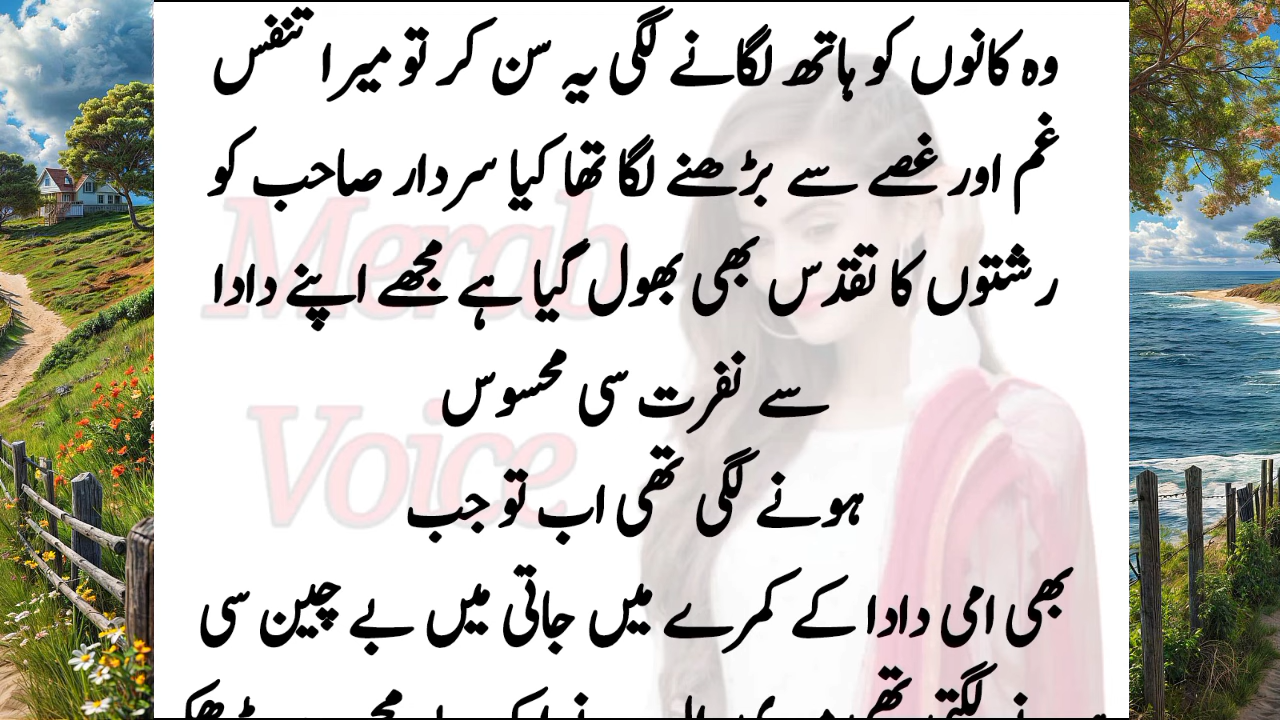 وہ کانوں کو ہاتھ لگانے لگی یہ سن کر تو میرا تنفس
غم اور غصے سے بڑھنے لگا تھا کیا سردار صاحب کو
رشتوں کا تقدس بھی بھول گیا ہے مجھے اپنے دادا
سے نفرت سی محسوس
ہونے لگی تھی اب تو جب
بھی امی دادا کے کمرے میں جاتی میں بے چین سی
Merab
Voice